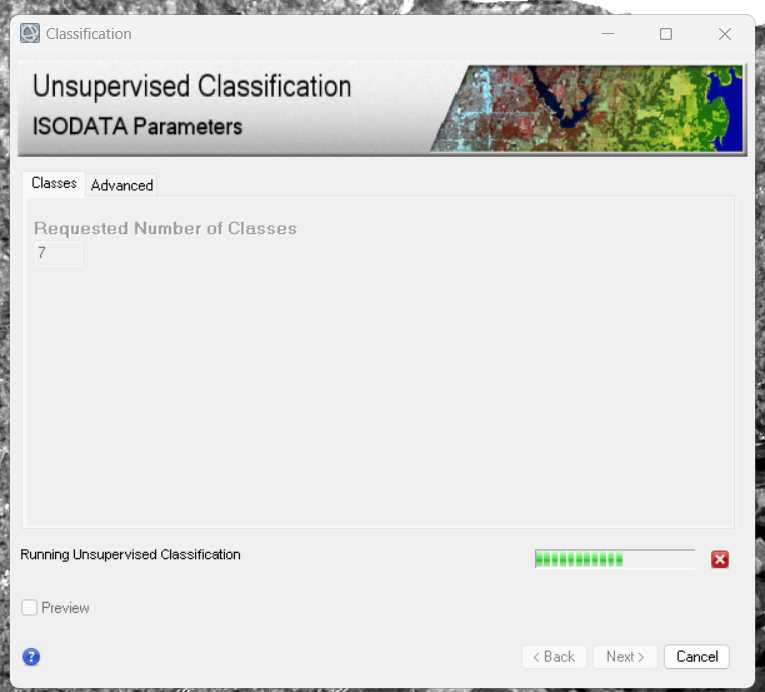 Classification
Unsupervised Classification
ISODATA Parameters
Classes Advanced
Requested Number of Classes
7
Running Unsupervised Classification
Preview
? < Back Next > Cancel